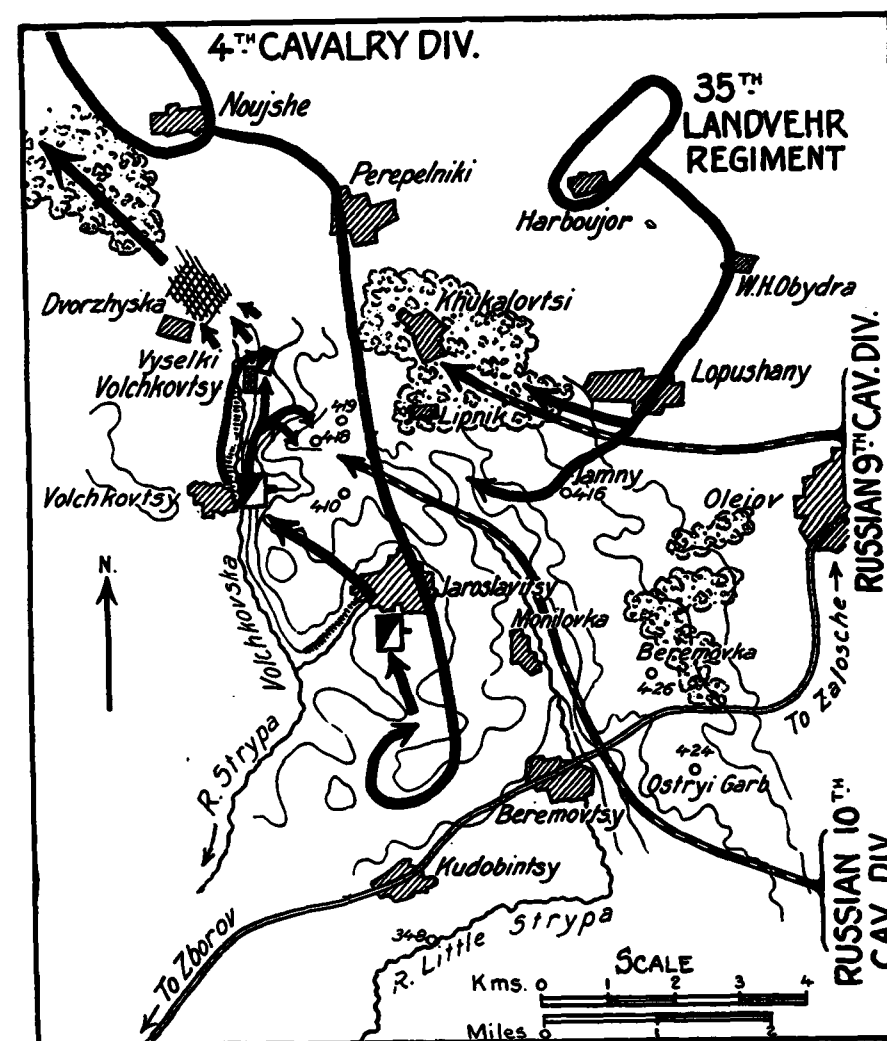 4TH CAVALRY DIV.
35TH
LANDVEHR
REGIMENT
Noujshe
Perepelniki
Harboujor
W.H.Obydra
Dvorzhyska
Khukalovtsi
Vyselki
Volchkovtsy
Lopushany
Lipnik
419
418
Volchkovtsy
410
Jamny
416
Olejov
RUSSIAN 9TH CAV. DIV.
N.
Jaroslavitsy
Monilovka
Volchkovska
Beremovka
426
To Zalosche
R. Strypa
424
Ostryi Garb
Beremovtsy
Kudobintsy
RUSSIAN 10TH
CAV. DIV.
To Zborov
348
R. Little Strypa
SCALE
Kms. 0 1 2 3 4
Miles 0 1 2